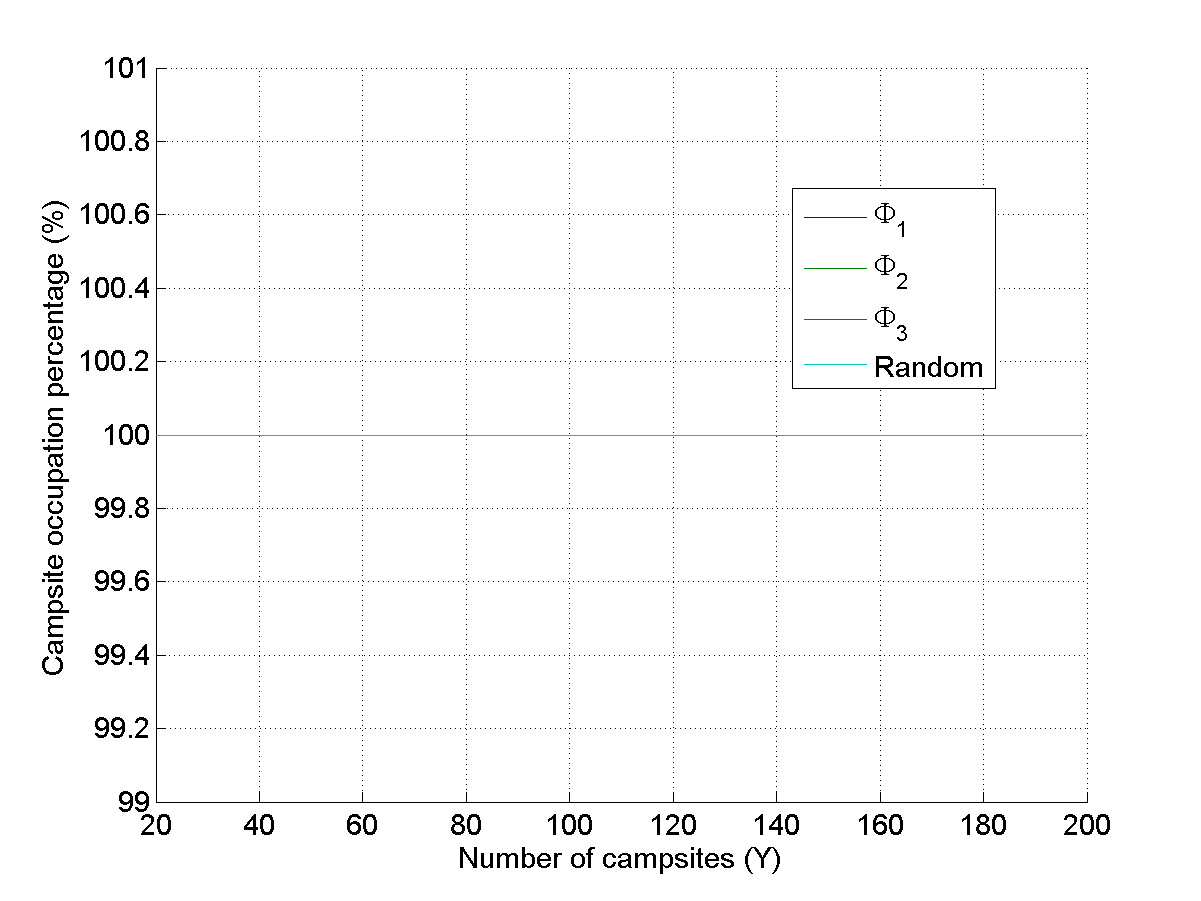 101
100.8
100.6
100.4
100.2
100
99.8
99.6
99.4
99.2
99
20 40 60 80 100 120 140 160 180 200
Number of campsites (Y)
Campsite occupation percentage (%)
Φ1
Φ2
Φ3
Random